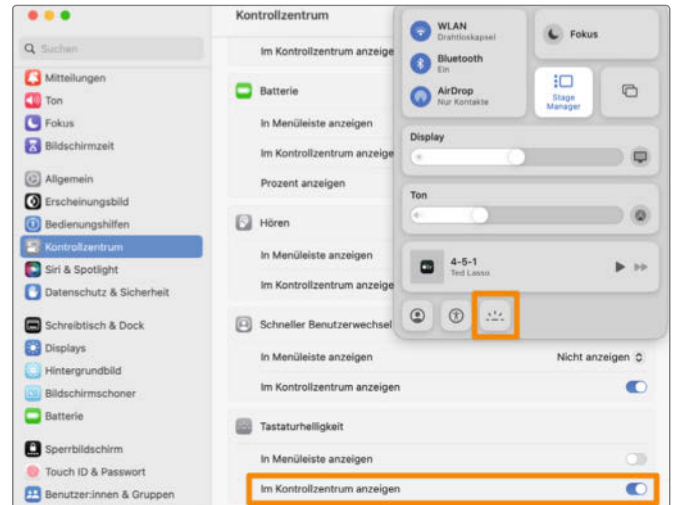 Suchen
Mitteilungen
Ton
Fokus
Bildschirmzeit
Allgemein
Erscheinungsbild
Bedienungshilfen
Kontrollzentrum
Siri & Spotlight
Datenschutz & Sicherheit
Schreibtisch & Dock
Displays
Hintergrundbild
Bildschirmschoner
Batterie
Sperrbildschirm
Touch ID & Passwort
Benutzer:innen & Gruppen
Kontrollzentrum
Im Kontrollzentrum anzeige
Batterie
In Menüleiste anzeigen
Im Kontrollzentrum anzeige
Prozent anzeigen
Hören
In Menüleiste anzeigen
Im Kontrollzentrum anzeige
Schneller Benutzerwechsel
In Menüleiste anzeigen Nicht anzeigen
Im Kontrollzentrum anzeigen
Tastaturhelligkeit
In Menüleiste anzeigen
Im Kontrollzentrum anzeigen
WLAN
Drahtloskapsel
Bluetooth
Ein
AirDrop
Nur Kontakte
Fokus
Stage
Manager
Display
Ton
4-5-1
Ted Lasso